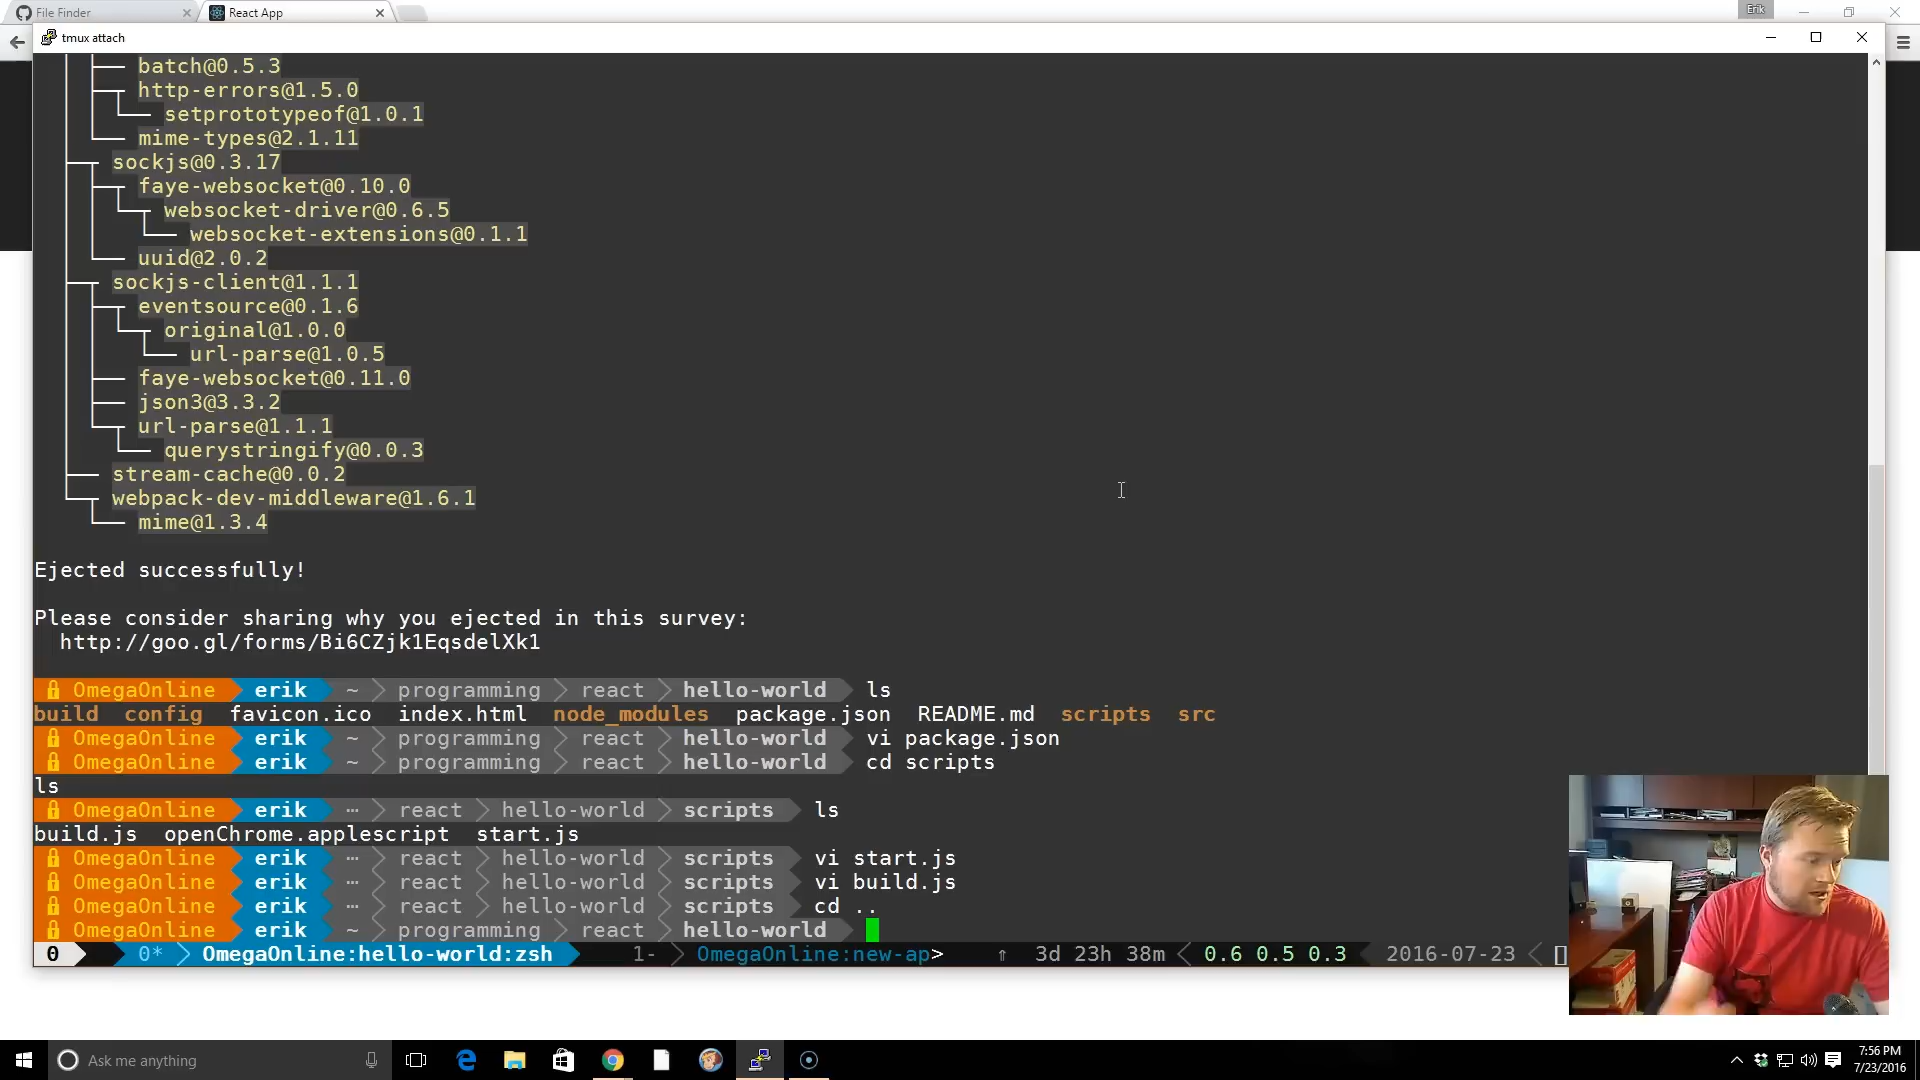 File Finder
React App
Erik
tmux attach
batch@0.5.3
http-errors@1.5.0
setprototypeof@1.0.1
mime-types@2.1.11
sockjs@0.3.17
faye-websocket@0.10.0
websocket-driver@0.6.5
websocket-extensions@0.1.1
uuid@2.0.2
sockjs-client@1.1.1
eventsource@0.1.6
original@1.0.0
url-parse@1.0.5
faye-websocket@0.11.0
json3@3.3.2
url-parse@1.1.1
querystringify@0.0.3
stream-cache@0.0.2
webpack-dev-middleware@1.6.1
mime@1.3.4
Ejected successfully!
Please consider sharing why you ejected in this survey:
http://goo.gl/forms/Bi6CZjk1EqsdelXk1
OmegaOnline erik ~ programming react hello-world ls
build config favicon.ico index.html node_modules package.json README.md scripts src
OmegaOnline erik ~ programming react hello-world vi package.json
OmegaOnline erik ~ programming react hello-world cd scripts
ls
OmegaOnline erik ⋯ react hello-world scripts ls
build.js openChrome.applescript start.js
OmegaOnline erik ⋯ react hello-world scripts vi start.js
OmegaOnline erik ⋯ react hello-world scripts vi build.js
OmegaOnline erik ⋯ react hello-world scripts cd ..
OmegaOnline erik ~ programming react hello-world
0 0* OmegaOnline:hello-world:zsh 1- OmegaOnline:new-ap> ↑ 3d 23h 38m 0.6 0.5 0.3 2016-07-23 []
Ask me anything
7:56 PM
7/23/2016